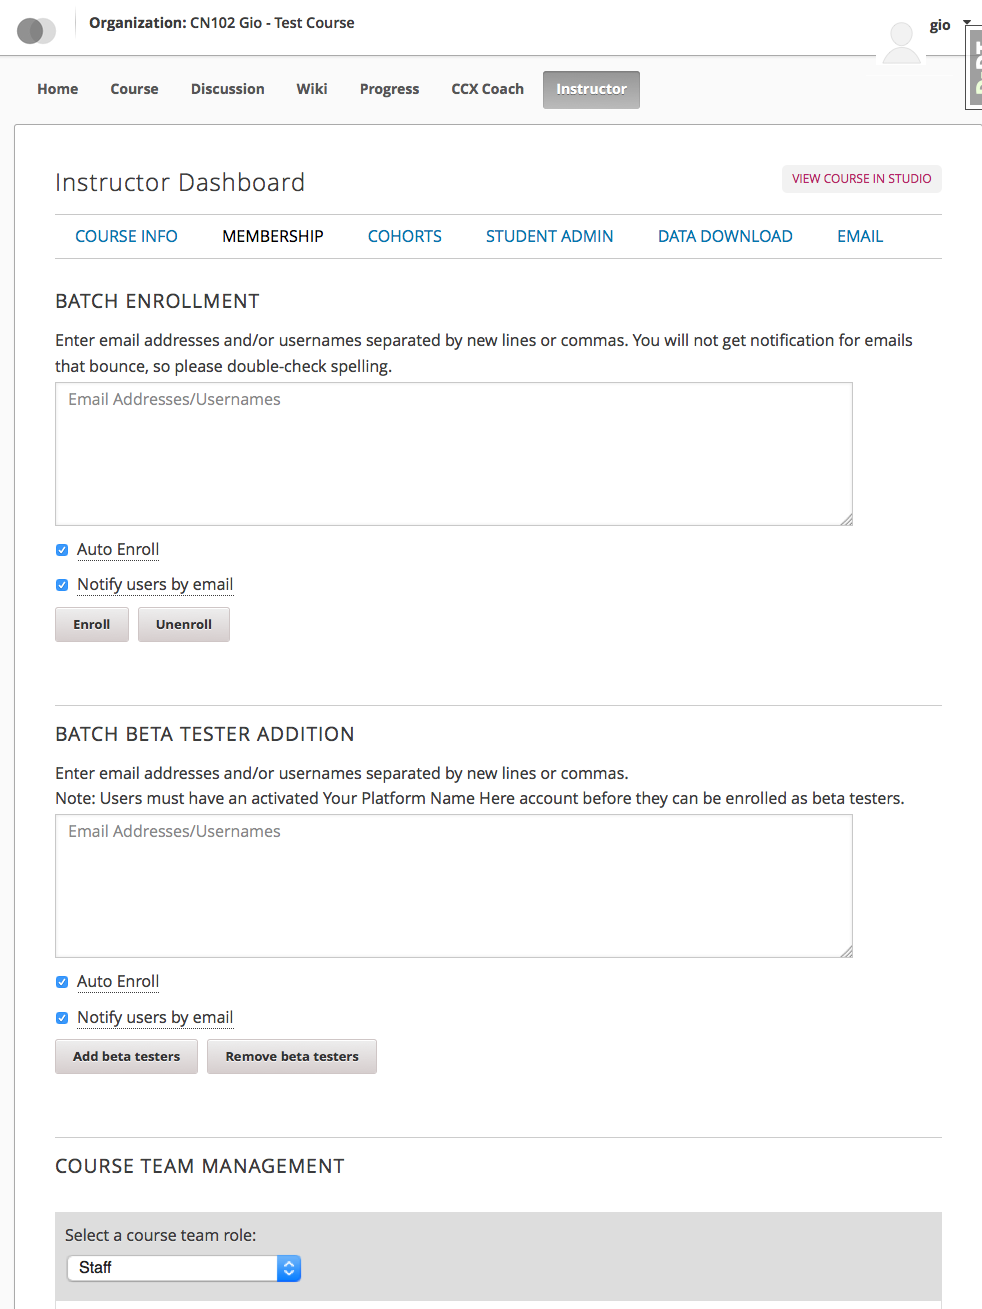 Organization: CN102 Gio - Test Course
gio
Home Course Discussion Wiki Progress CCX Coach Instructor
Instructor Dashboard
VIEW COURSE IN STUDIO
COURSE INFO MEMBERSHIP COHORTS STUDENT ADMIN DATA DOWNLOAD EMAIL
BATCH ENROLLMENT
Enter email addresses and/or usernames separated by new lines or commas. You will not get notification for emails
that bounce, so please double-check spelling.
Email Addresses/Usernames
Auto Enroll
Notify users by email
Enroll Unenroll
BATCH BETA TESTER ADDITION
Enter email addresses and/or usernames separated by new lines or commas.
Note: Users must have an activated Your Platform Name Here account before they can be enrolled as beta testers.
Email Addresses/Usernames
Auto Enroll
Notify users by email
Add beta testers Remove beta testers
COURSE TEAM MANAGEMENT
Select a course team role:
Staff